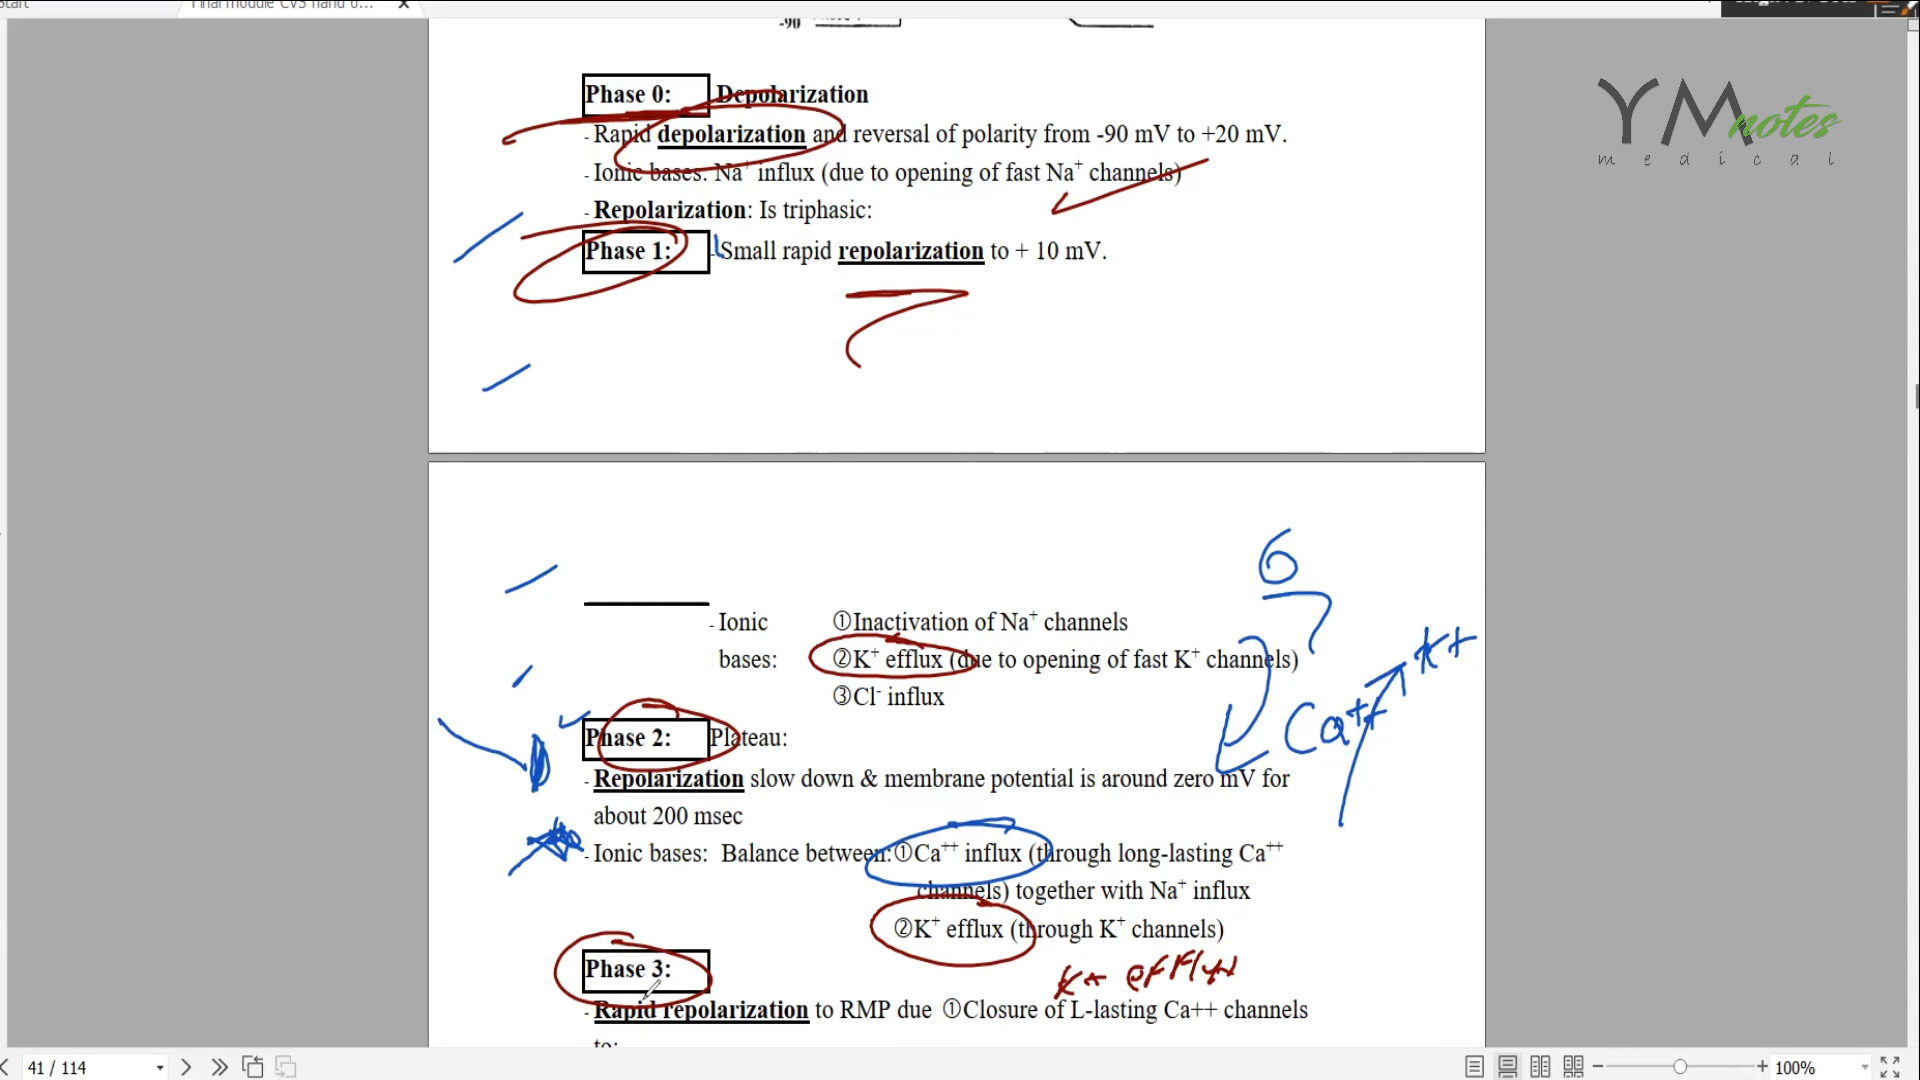 -90
YM
notes
medical
Phase 0: Depolarization
- Rapid depolarization and reversal of polarity from -90 mV to +20 mV.
- Ionic bases: Na+ influx (due to opening of fast Na+ channels)
- Repolarization: Is triphasic:
Phase 1: - Small rapid repolarization to + 10 mV.
6
- Ionic bases: ①Inactivation of Na+ channels
②K+ efflux (due to opening of fast K+ channels)
③Cl- influx
K+
Ca++
Phase 2: Plateau:
- Repolarization slow down & membrane potential is around zero mV for
about 200 msec
- Ionic bases: Balance between:①Ca++ influx (through long-lasting Ca++
channels) together with Na+ influx
②K+ efflux (through K+ channels)
K+ efflux
Phase 3:
- Rapid repolarization to RMP due ①Closure of L-lasting Ca++ channels
to:
41 / 114
100%